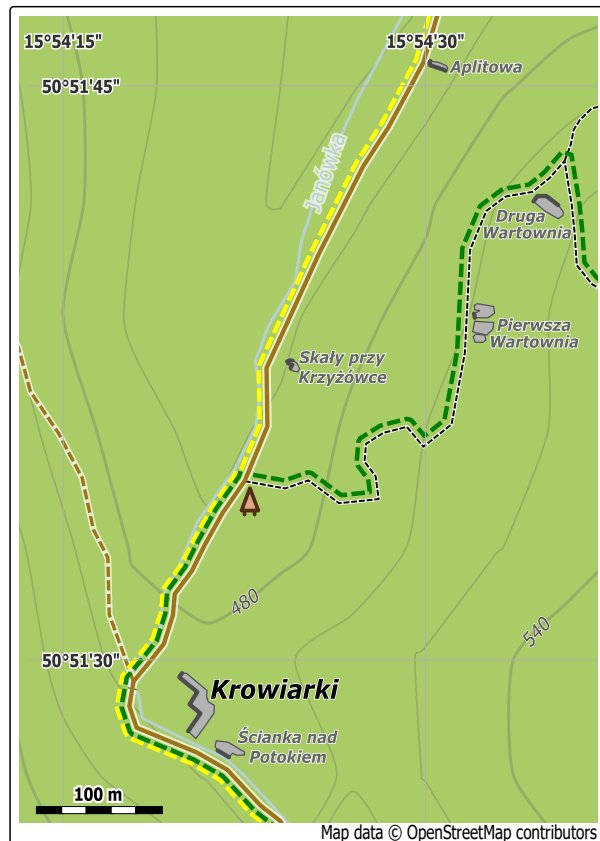 15°54'15"
15°54'30"
Aplitowa
50°51'45"
Janówka
Druga
Wartownia
Pierwsza
Wartownia
Skały przy
Krzyżówce
480
540
50°51'30"
Krowiarki
Ścianka nad
Potokiem
100 m
Map data © OpenStreetMap contributors